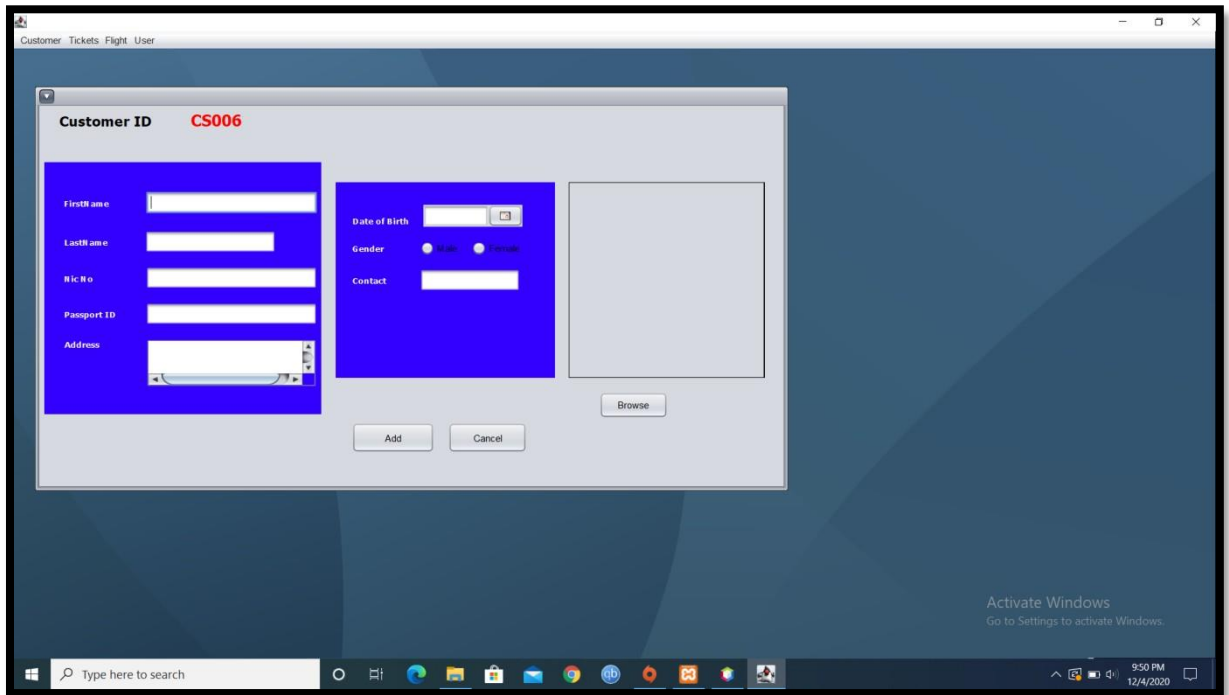 Customer Tickets Flight User
Customer ID CS006
FirstName
LastName
Nic No
Passport ID
Address
Date of Birth
Gender Male Female
Contact
Browse
Add Cancel
Activate Windows
Go to Settings to activate Windows.
Type here to search
qb
9:50 PM
12/4/2020